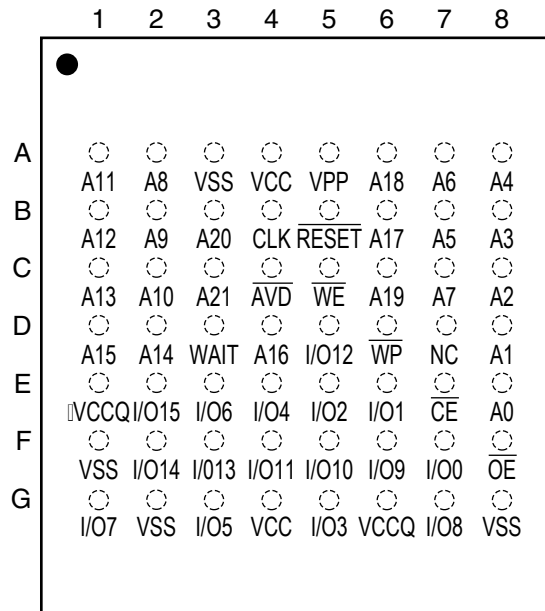 1 2 3 4 5 6 7 8
A
A11 A8 VSS VCC VPP A18 A6 A4
B
A12 A9 A20 CLK RESET A17 A5 A3
C
A13 A10 A21 AVD WE A19 A7 A2
D
A15 A14 WAIT A16 I/O12 WP NC A1
E
VCCQ I/O15 I/O6 I/O4 I/O2 I/O1 CE A0
F
VSS I/O14 I/013 I/O11 I/O10 I/O9 I/O0 OE
G
I/O7 VSS I/O5 VCC I/O3 VCCQ I/O8 VSS